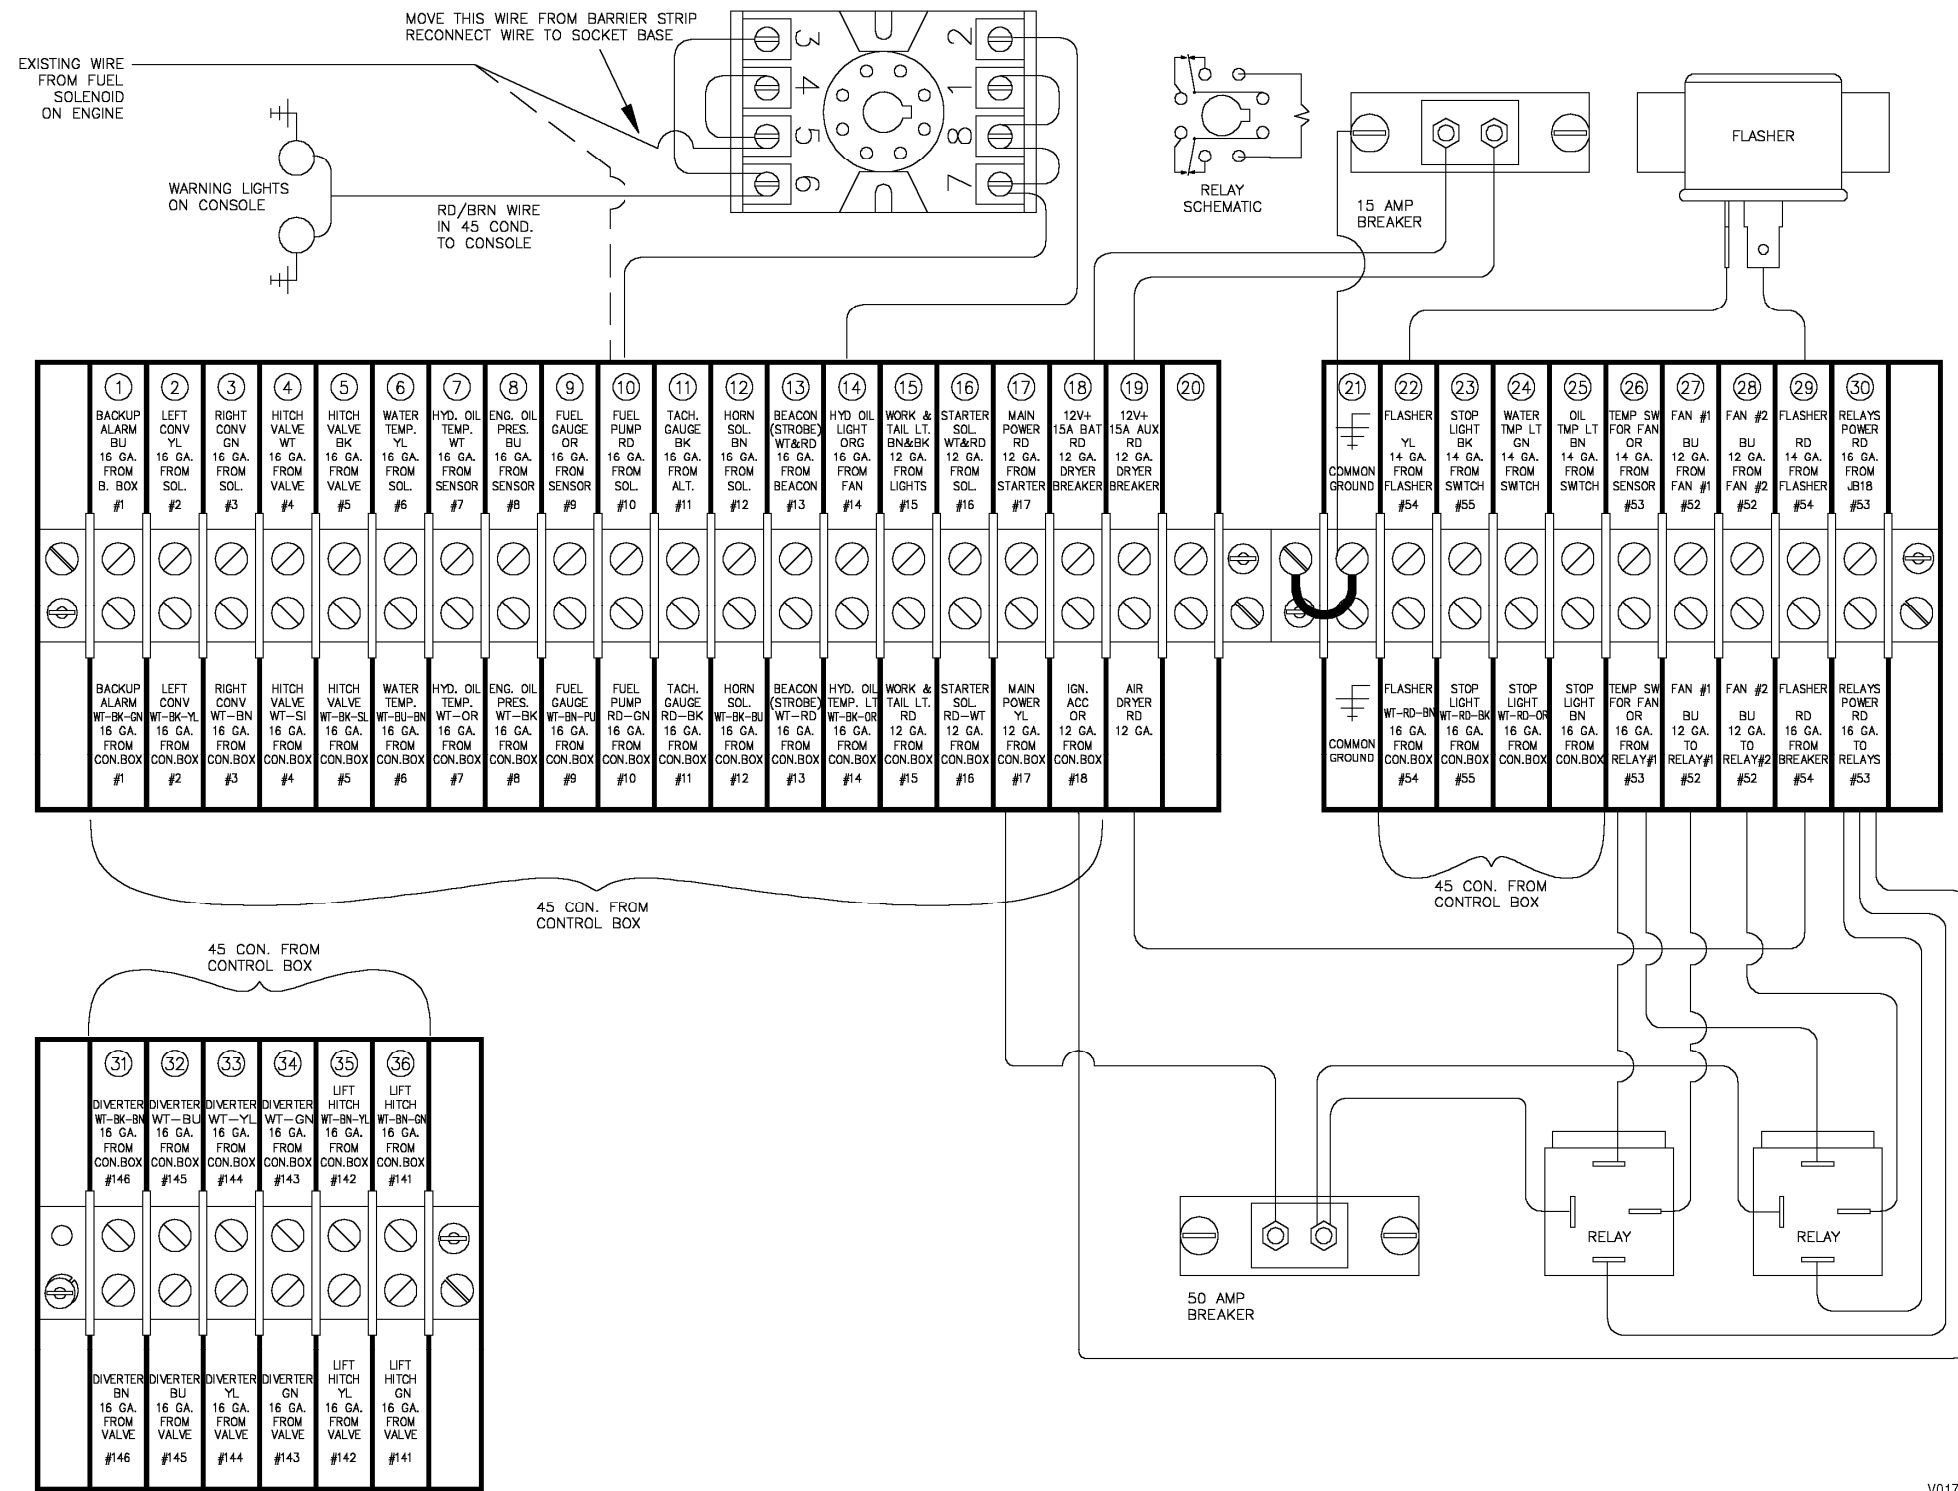 MOVE THIS WIRE FROM BARRIER STRIP
RECONNECT WIRE TO SOCKET BASE
EXISTING WIRE
FROM FUEL
SOLENOID
ON ENGINE
WARNING LIGHTS
ON CONSOLE
RD/BRN WIRE
IN 45 COND.
TO CONSOLE
3
4
5
6
2
1
8
7
RELAY
SCHEMATIC
15 AMP
BREAKER
FLASHER
1
BACKUP
ALARM
BU
16 GA.
FROM
B. BOX
#1
2
LEFT
CONV
YL
16 GA.
FROM
SOL.
#2
3
RIGHT
CONV
GN
16 GA.
FROM
SOL.
#3
4
HITCH
VALVE
WT
16 GA.
FROM
VALVE
#4
5
HITCH
VALVE
BK
16 GA.
FROM
VALVE
#5
6
WATER
TEMP.
YL
16 GA.
FROM
SOL.
#6
7
HYD. OIL
TEMP.
WT
16 GA.
FROM
SENSOR
#7
8
ENG. OIL
PRES.
BU
16 GA.
FROM
SENSOR
#8
9
FUEL
GAUGE
OR
16 GA.
FROM
SENSOR
#9
10
FUEL
PUMP
RD
16 GA.
FROM
SOL.
#10
11
TACH.
GAUGE
BK
16 GA.
FROM
ALT.
#11
12
HORN
SOL.
BN
16 GA.
FROM
SOL.
#12
13
BEACON
(STROBE)
WT&RD
16 GA.
FROM
BEACON
#13
14
HYD OIL
LIGHT
ORG
16 GA.
FROM
FAN
#14
15
WORK &
TAIL LT.
BN&BK
12 GA.
FROM
LIGHTS
#15
16
STARTER
SOL.
WT&RD
12 GA.
FROM
SOL.
#16
17
MAIN
POWER
RD
12 GA.
FROM
STARTER
#17
18
12V+
15A BAT
RD
12 GA.
DRYER
BREAKER
19
12V+
15A AUX
RD
12 GA.
DRYER
BREAKER
20
21
COMMON
GROUND
22
FLASHER
YL
14 GA.
FROM
FLASHER
#54
23
STOP
LIGHT
BK
14 GA.
FROM
SWITCH
#55
24
WATER
TMP LT
GN
14 GA.
FROM
SWITCH
25
OIL
TMP LT
BN
14 GA.
FROM
SWITCH
26
TEMP SW
FOR FAN
OR
14 GA.
FROM
SENSOR
#53
27
FAN #1
BU
12 GA.
FROM
FAN #1
#52
28
FAN #2
BU
12 GA.
FROM
FAN #2
#52
29
FLASHER
RD
14 GA.
FROM
FLASHER
#54
30
RELAYS
POWER
RD
16 GA.
FROM
JB18
#53
BACKUP
ALARM
WT-BK-GN
16 GA.
FROM
CON.BOX
#1
LEFT
CONV
WT-BK-YL
16 GA.
FROM
CON.BOX
#2
RIGHT
CONV
WT-BN
16 GA.
FROM
CON.BOX
#3
HITCH
VALVE
WT-SI
16 GA.
FROM
CON.BOX
#4
HITCH
VALVE
WT-BK-SL
16 GA.
FROM
CON.BOX
#5
WATER
TEMP.
WT-BU-BN
16 GA.
FROM
CON.BOX
#6
HYD. OIL
TEMP.
WT-OR
16 GA.
FROM
CON.BOX
#7
ENG. OIL
PRES.
WT-BK
16 GA.
FROM
CON.BOX
#8
FUEL
GAUGE
WT-BN-PU
16 GA.
FROM
CON.BOX
#9
FUEL
PUMP
RD-GN
16 GA.
FROM
CON.BOX
#10
TACH.
GAUGE
RD-BK
16 GA.
FROM
CON.BOX
#11
HORN
SOL.
WT-BK-BU
16 GA.
FROM
CON.BOX
#12
BEACON
(STROBE)
WT-RD
16 GA.
FROM
CON.BOX
#13
HYD. OIL
TEMP. LT
WT-BK-OR
16 GA.
FROM
CON.BOX
#14
WORK &
TAIL LT.
RD
12 GA.
FROM
CON.BOX
#15
STARTER
SOL.
RD-WT
12 GA.
FROM
CON.BOX
#16
MAIN
POWER
YL
12 GA.
FROM
CON.BOX
#17
IGN.
ACC
OR
12 GA.
FROM
CON.BOX
#18
AIR
DRYER
RD
12 GA.
COMMON
GROUND
FLASHER
WT-RD-BN
16 GA.
FROM
CON.BOX
#54
STOP
LIGHT
WT-RD-BK
16 GA.
FROM
CON.BOX
#55
STOP
LIGHT
WT-RD-OR
16 GA.
FROM
CON.BOX
STOP
LIGHT
BN
16 GA.
FROM
CON.BOX
TEMP SW
FOR FAN
OR
16 GA.
FROM
RELAY#1
#53
FAN #1
BU
12 GA.
TO
RELAY#1
#52
FAN #2
BU
12 GA.
TO
RELAY#2
#52
FLASHER
RD
16 GA.
FROM
BREAKER
#54
RELAYS
POWER
RD
16 GA.
TO
RELAYS
#53
45 CON. FROM
CONTROL BOX
45 CON. FROM
CONTROL BOX
45 CON. FROM
CONTROL BOX
31
DIVERTER
WT-BK-BN
16 GA.
FROM
CON.BOX
#146
32
DIVERTER
WT-BU
16 GA.
FROM
CON.BOX
#145
33
DIVERTER
WT-YL
16 GA.
FROM
CON.BOX
#144
34
DIVERTER
WT-GN
16 GA.
FROM
CON.BOX
#143
35
LIFT
HITCH
WT-BN-YL
16 GA.
FROM
CON.BOX
#142
36
LIFT
HITCH
WT-BN-GN
16 GA.
FROM
CON.BOX
#141
DIVERTER
BN
16 GA.
FROM
VALVE
#146
DIVERTER
BU
16 GA.
FROM
VALVE
#145
DIVERTER
YL
16 GA.
FROM
VALVE
#144
DIVERTER
GN
16 GA.
FROM
VALVE
#143
LIFT
HITCH
YL
16 GA.
FROM
VALVE
#142
LIFT
HITCH
GN
16 GA.
FROM
VALVE
#141
50 AMP
BREAKER
RELAY
RELAY
V017